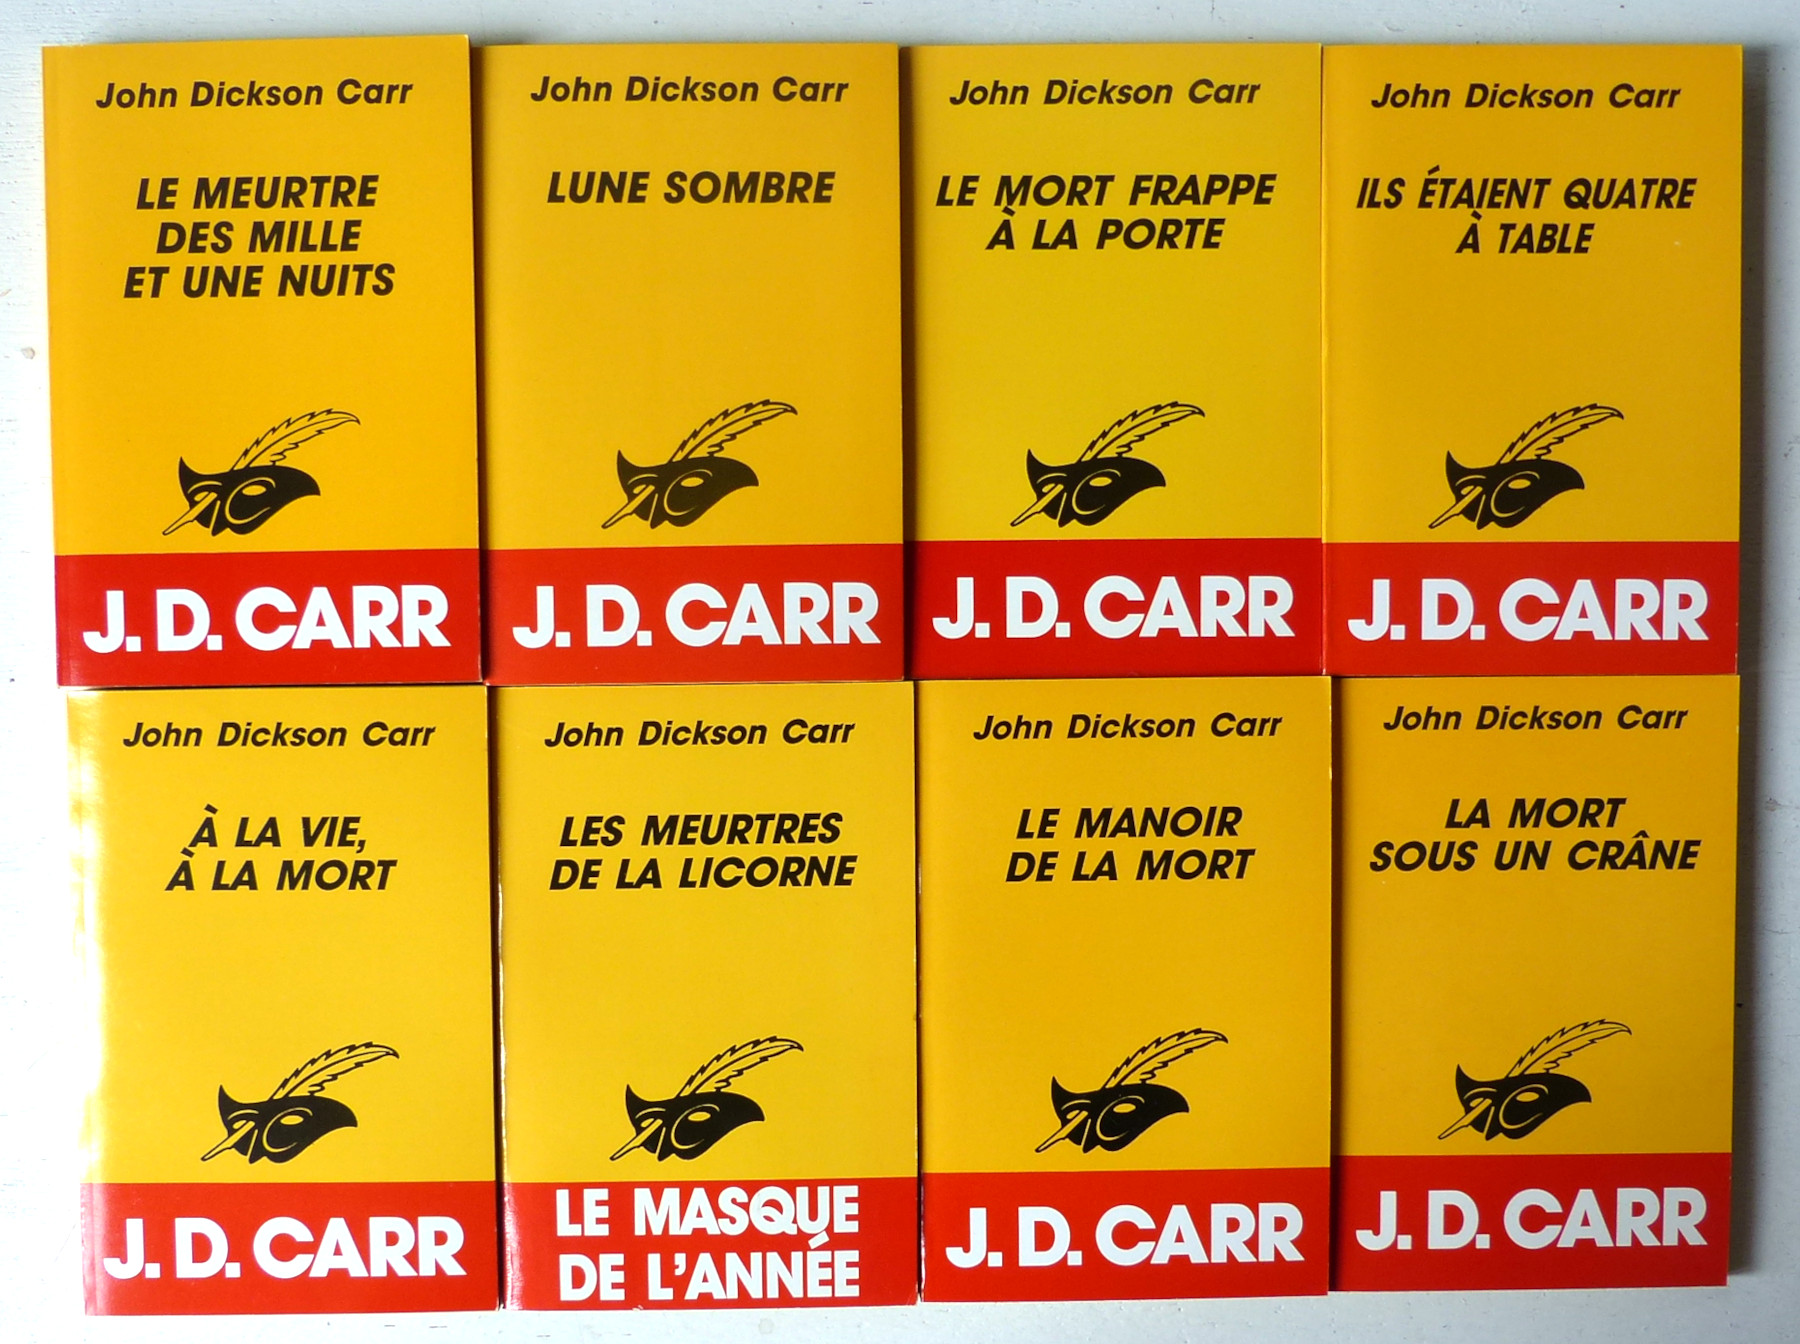 John Dickson Carr
LE MEURTRE
DES MILLE
ET UNE NUITS
J. D. CARR
John Dickson Carr
LUNE SOMBRE
J. D. CARR
John Dickson Carr
LE MORT FRAPPE
À LA PORTE
J. D. CARR
John Dickson Carr
ILS ÉTAIENT QUATRE
À TABLE
J. D. CARR
John Dickson Carr
À LA VIE,
À LA MORT
J. D. CARR
John Dickson Carr
LES MEURTRES
DE LA LICORNE
LE MASQUE
DE L'ANNÉE
John Dickson Carr
LE MANOIR
DE LA MORT
J. D. CARR
John Dickson Carr
LA MORT
SOUS UN CRÂNE
J. D. CARR